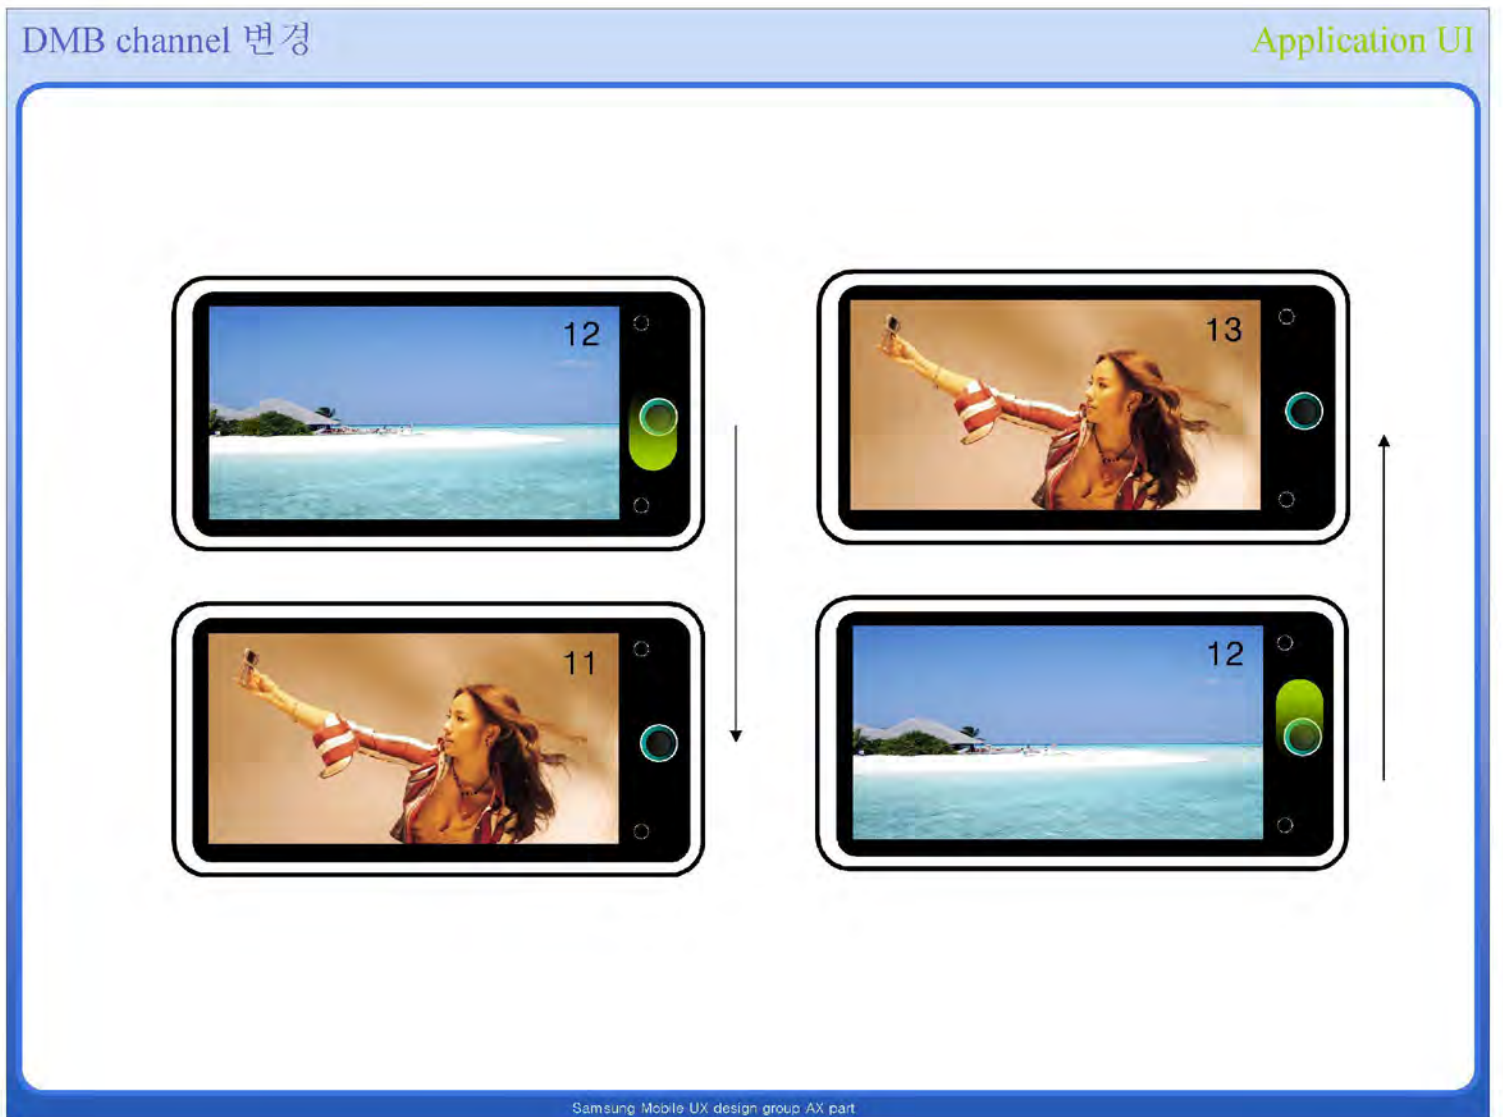 DMB channel 변경
Application UI
12
13
11
12
Samsung Mobile UX design group AX part